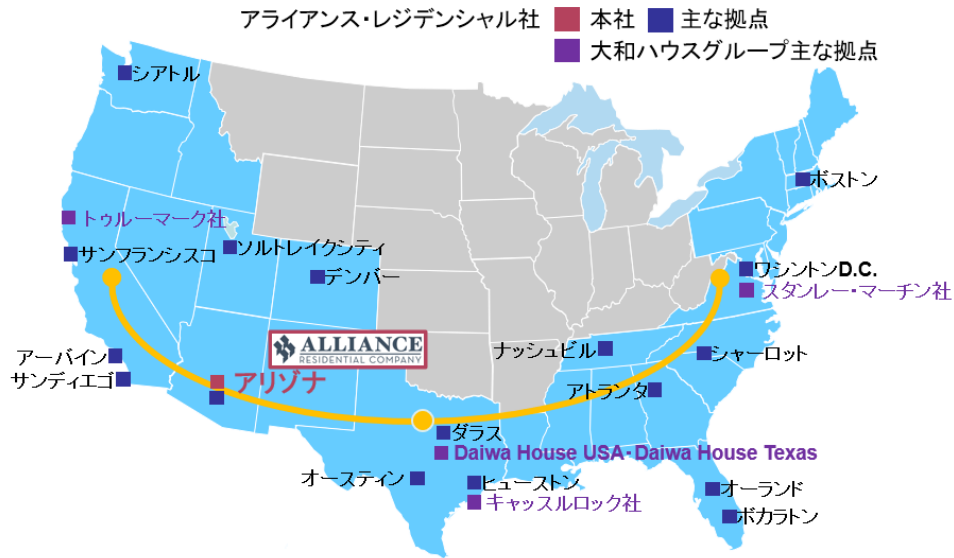 アライアンス・レジデンシャル社 本社 主な拠点
大和ハウスグループ主な拠点
シアトル
ボストン
トゥルーマーク社
サンフランシスコ
ソルトレイクシティ
デンバー
ワシントンD.C.
スタンレー・マーチン社
ALLIANCE
RESIDENTIAL COMPANY
ナッシュビル
シャーロット
アーバイン
サンディエゴ
アリゾナ
アトランタ
ダラス
Daiwa House USA・Daiwa House Texas
オースティン
ヒューストン
キャッスルロック社
オーランド
ボカラトン